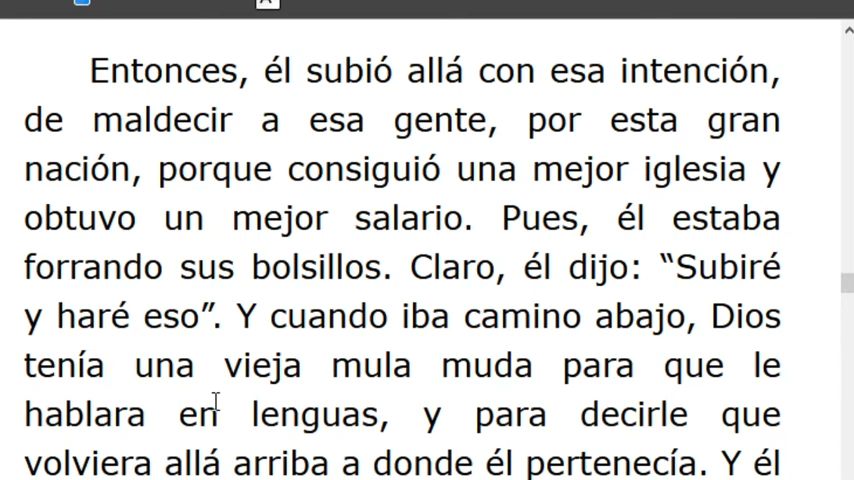 Entonces, él subió allá con esa intención,
de maldecir a esa gente, por esta gran
nación, porque consiguió una mejor iglesia y
obtuvo un mejor salario. Pues, él estaba
forrando sus bolsillos. Claro, él dijo: “Subiré
y haré eso”. Y cuando iba camino abajo, Dios
tenía una vieja mula muda para que le
hablara en lenguas, y para decirle que
volviera allá arriba a donde él pertenecía. Y él